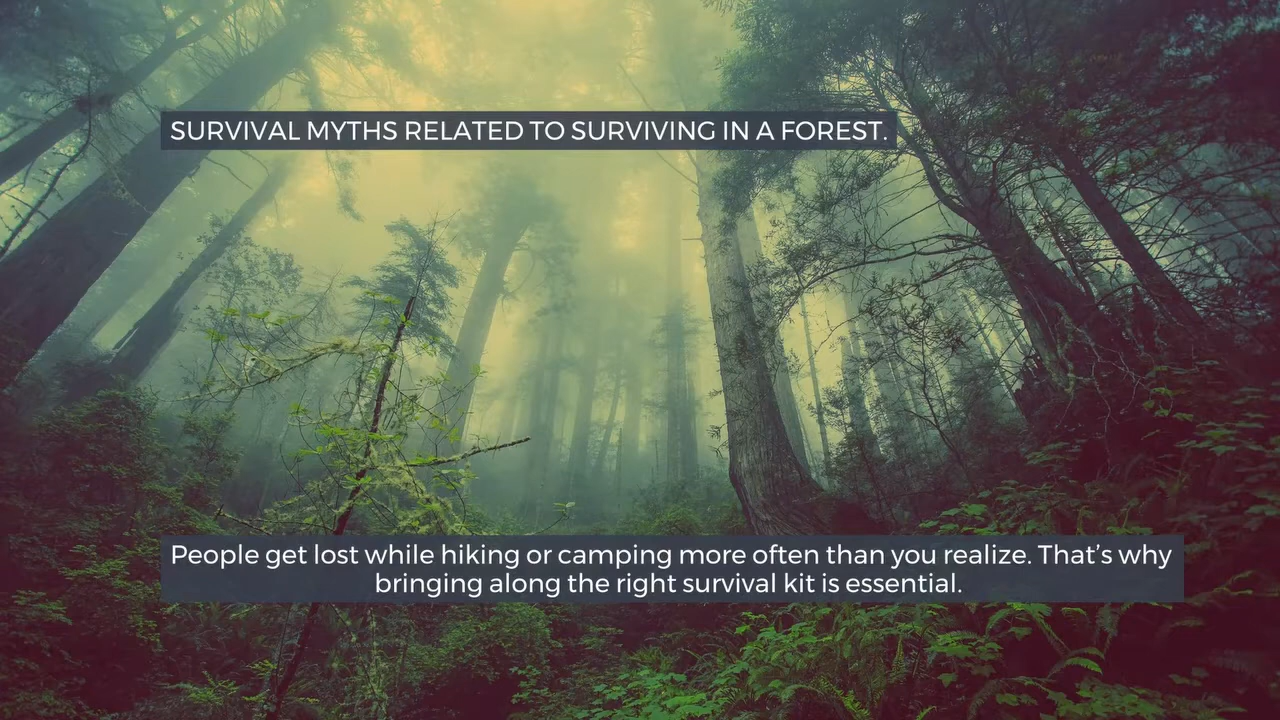 SURVIVAL MYTHS RELATED TO SURVIVING IN A FOREST.
People get lost while hiking or camping more often than you realize. That’s why
bringing along the right survival kit is essential.